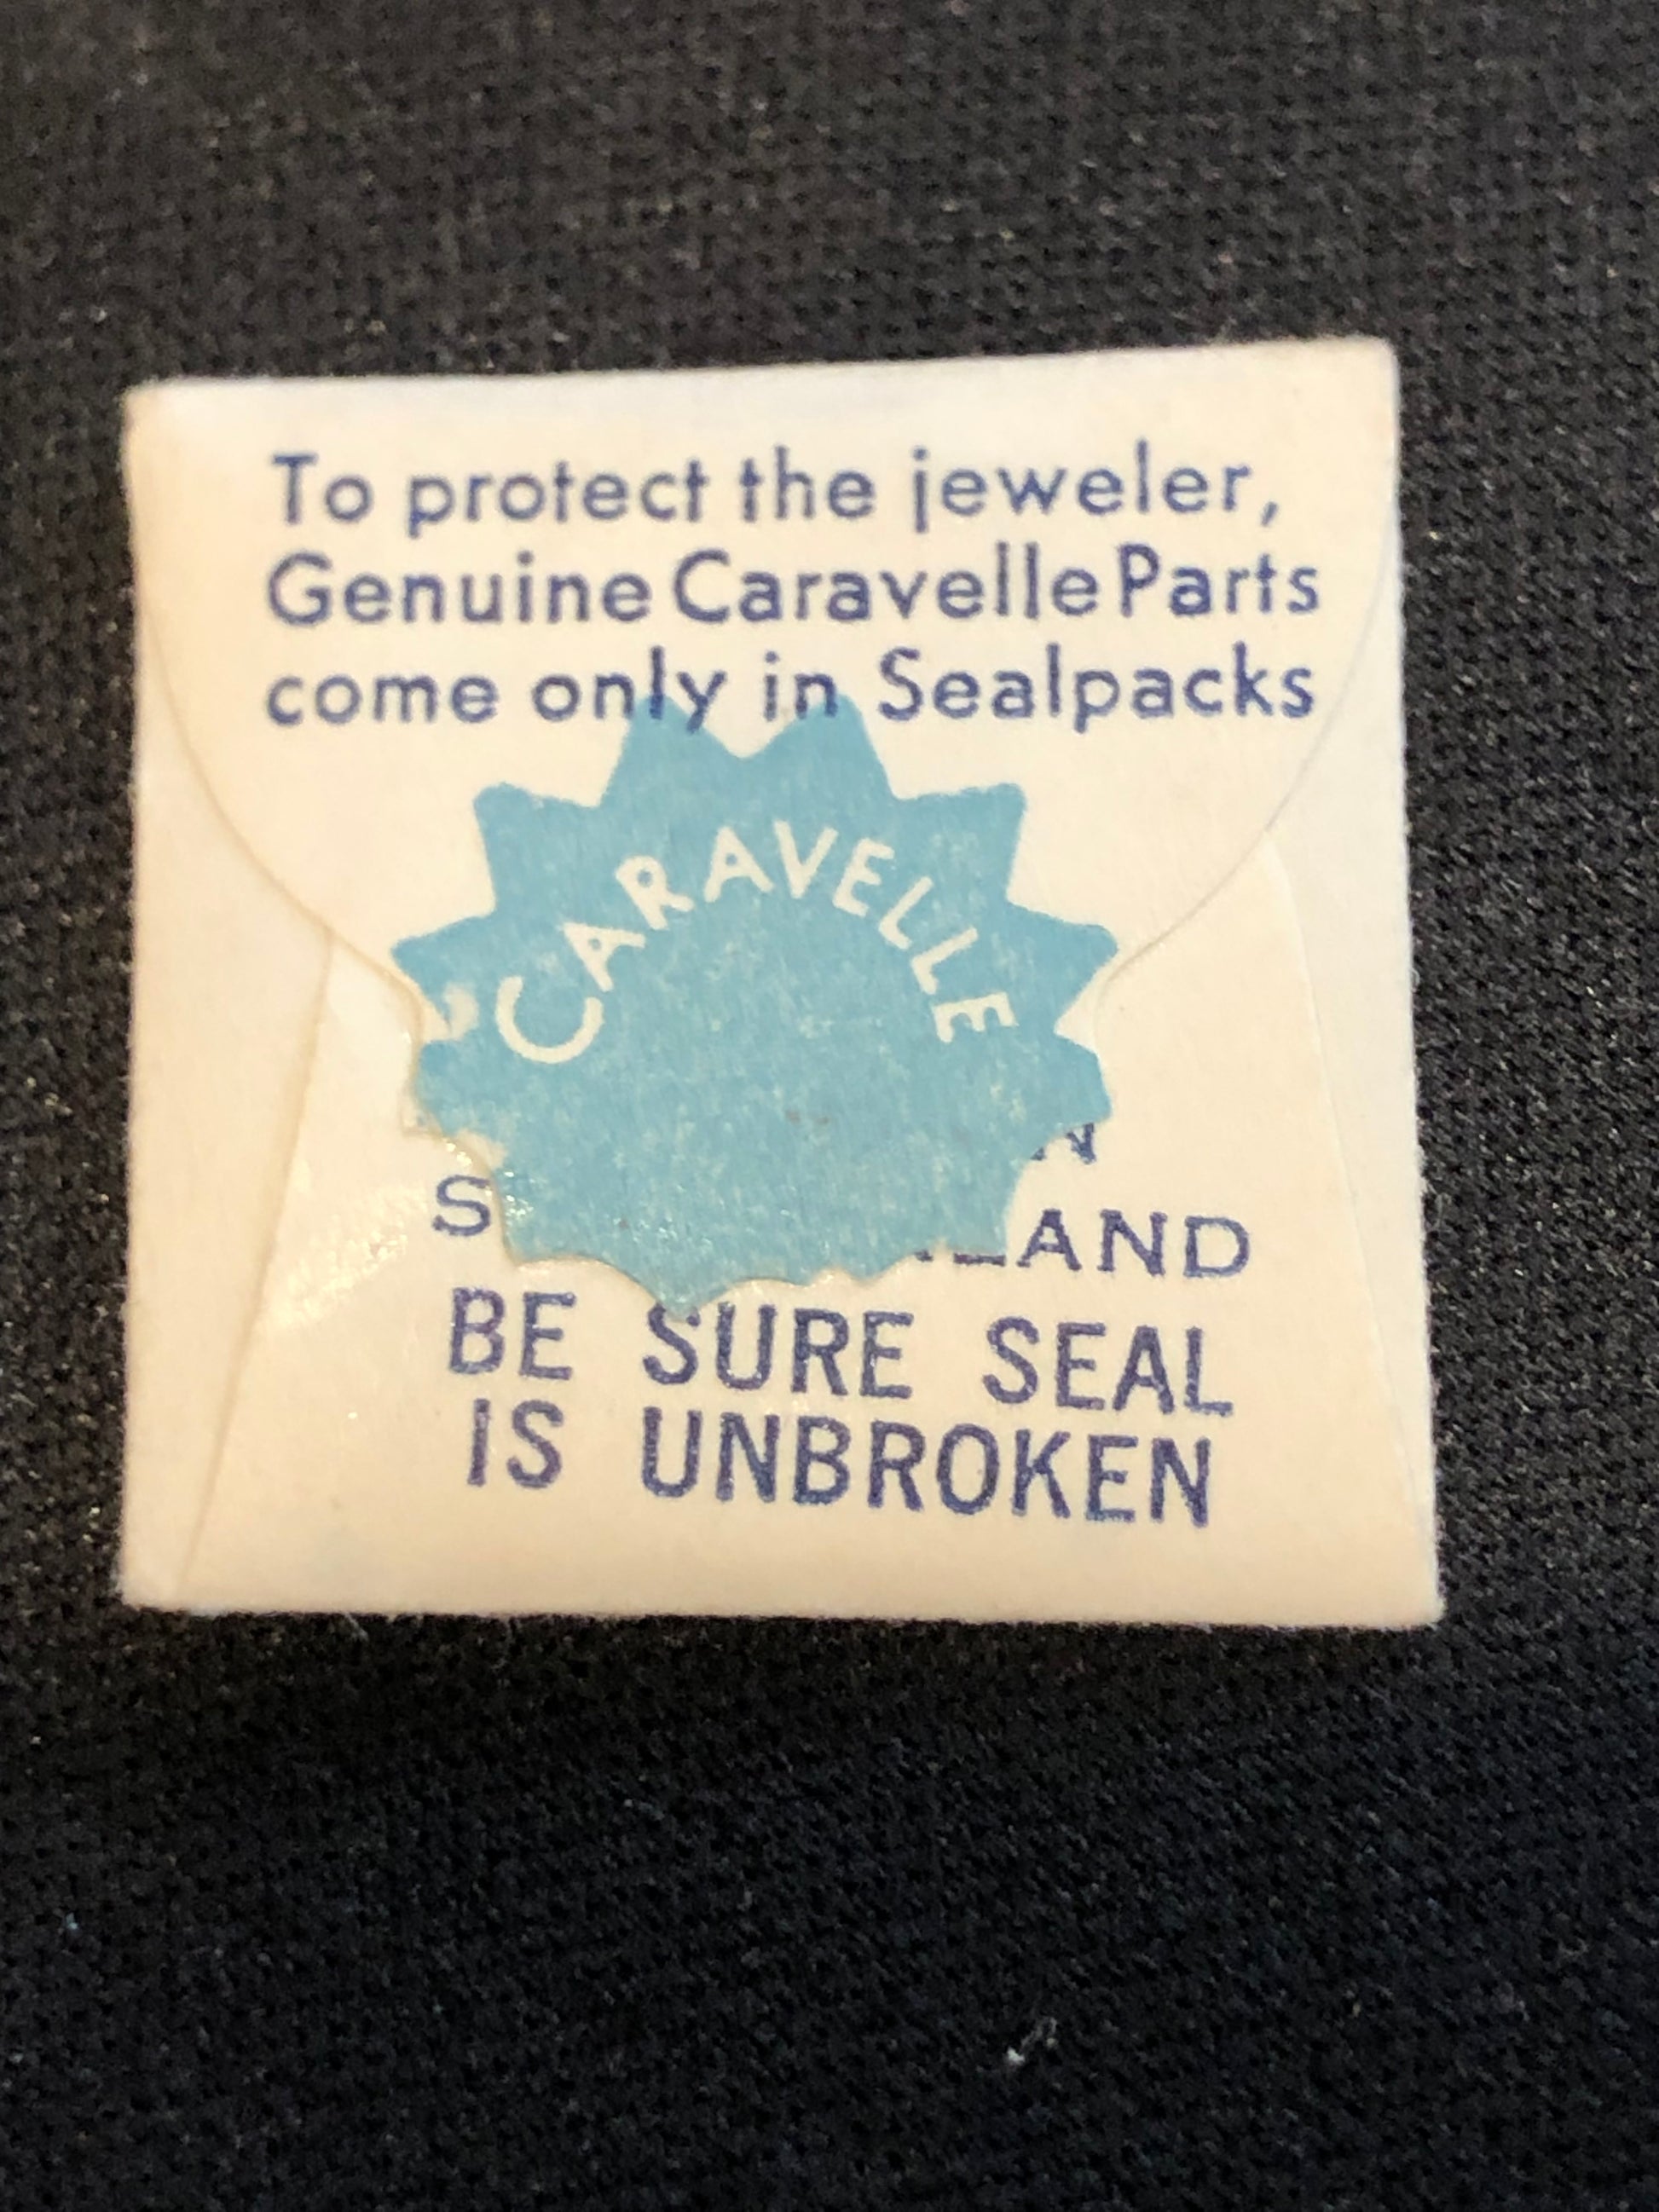 To protect the jeweler,
Genuine Caravelle Parts
come only in Sealpacks
CARAVELLE
BE SURE SEAL
IS UNBROKEN